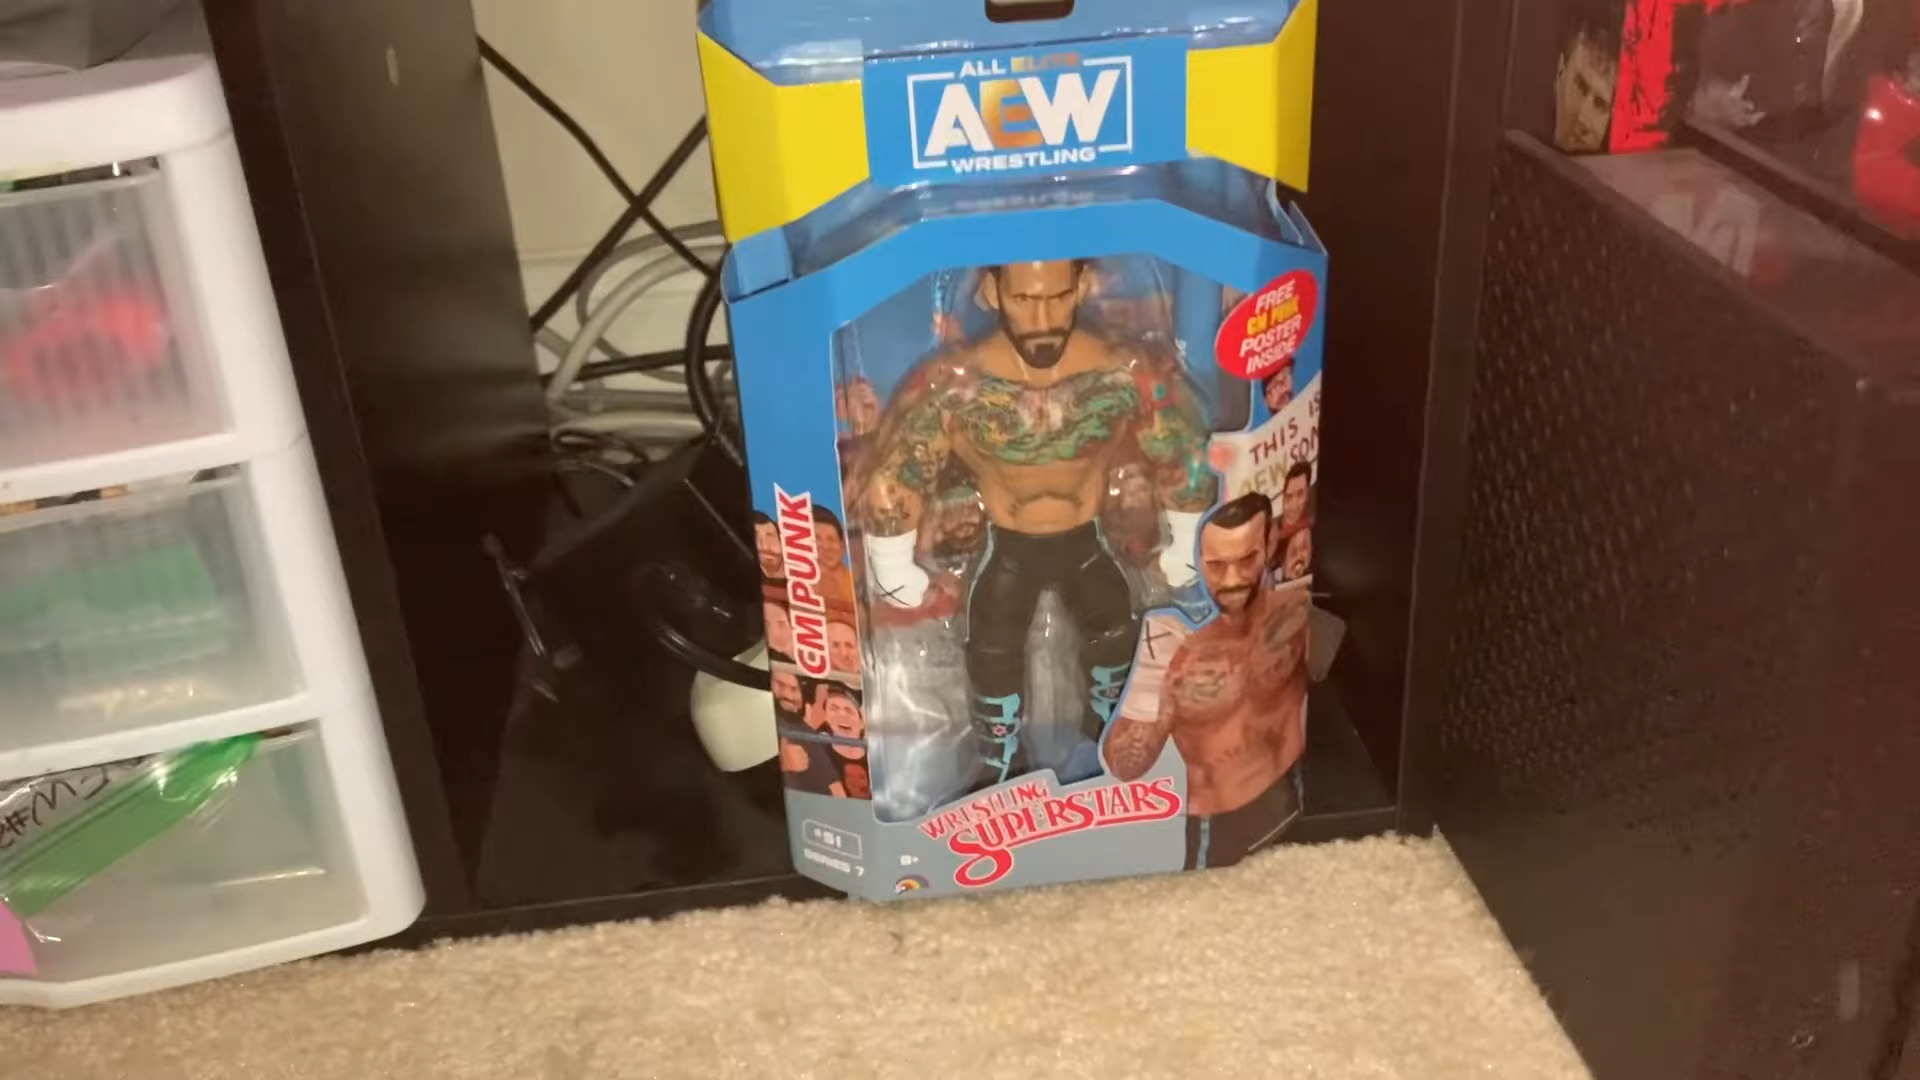 ALL ELITE
AEW
WRESTLING
FREE
CM PUNK
POSTER
INSIDE
THIS IS
AEW
CM PUNK
WRESTLING
SUPERSTARS
#51
SERIES 7
8+